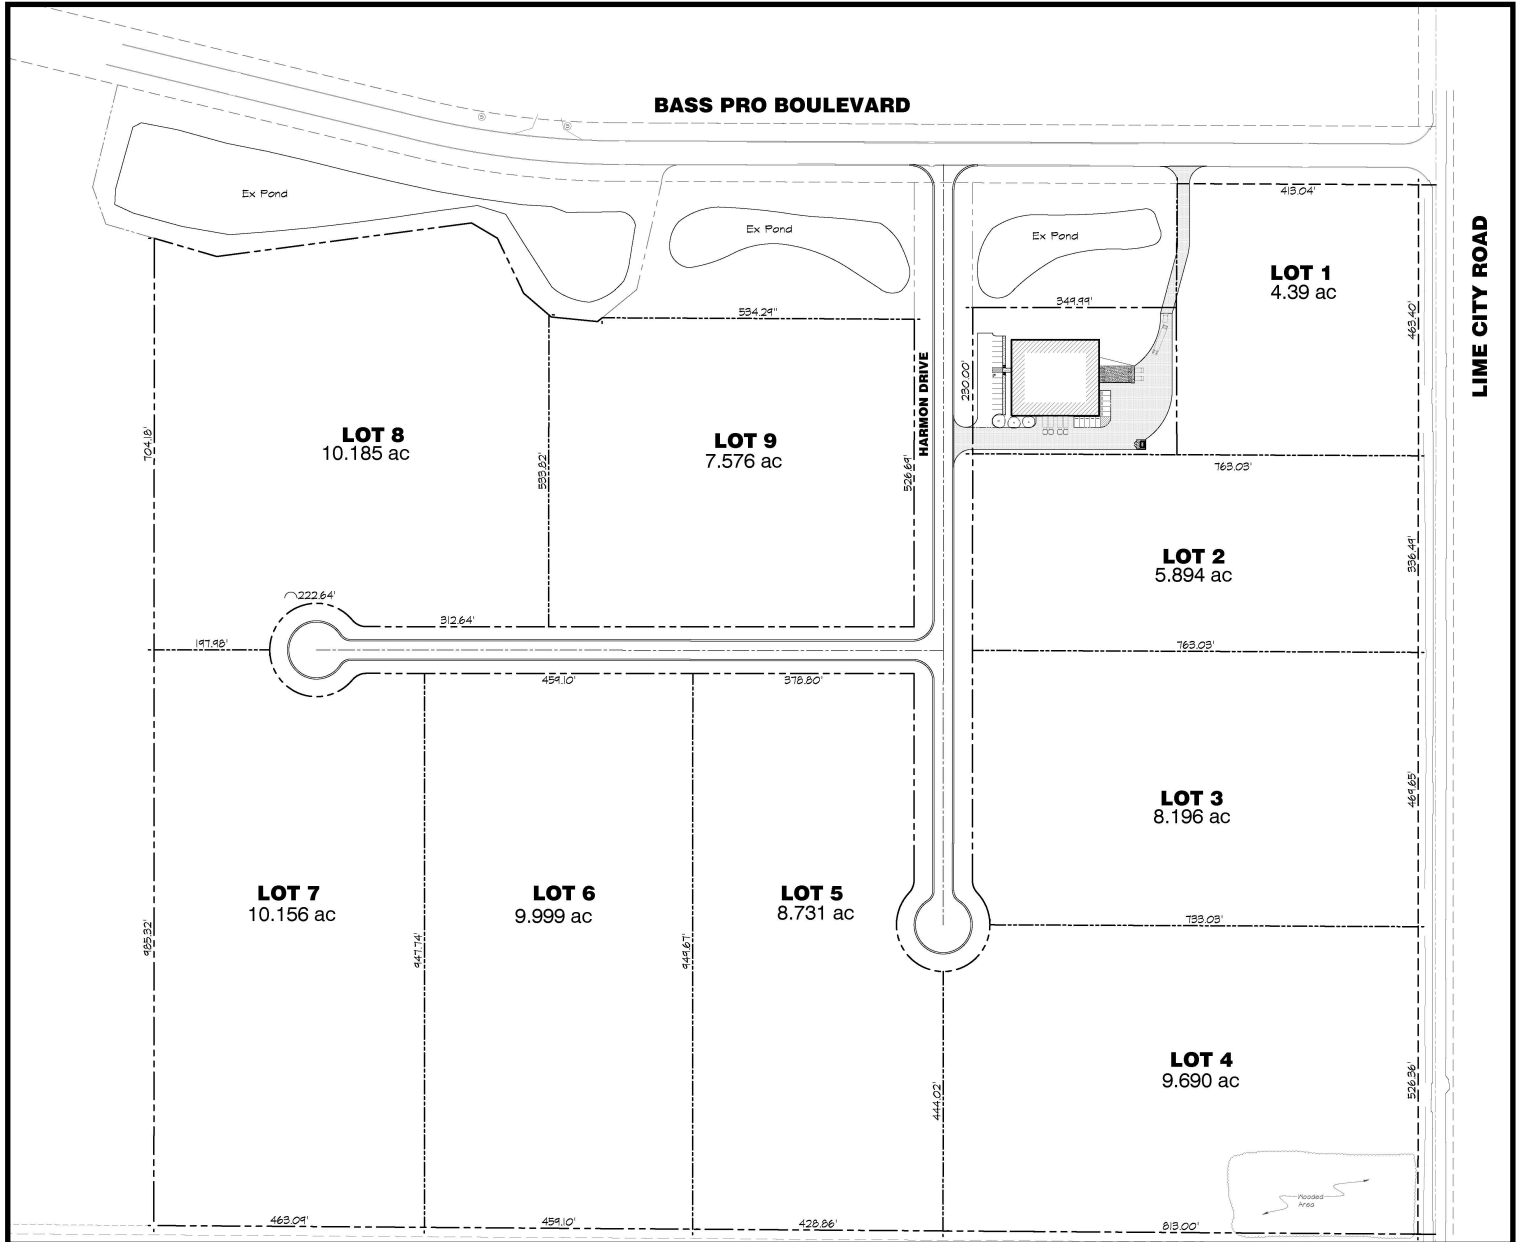 BASS PRO BOULEVARD
Ex Pond
413.04'
Ex Pond
Ex Pond
LOT 1
4.39 ac
LIME CITY ROAD
349.99'
534.29"
463.40'
HARMON DRIVE
230.00'
704.18'
LOT 8
10.185 ac
LOT 9
7.576 ac
533.82'
526.69'
763.03'
LOT 2
5.894 ac
336.49'
222.64'
312.64'
197.98'
763.03'
459.10'
378.80'
LOT 3
8.196 ac
469.65'
LOT 7
10.156 ac
LOT 6
9.999 ac
LOT 5
8.731 ac
733.03'
985.32'
947.74'
949.67'
LOT 4
9.690 ac
444.02'
526.36'
Wooded
Area
463.09'
459.10'
428.86'
813.00'